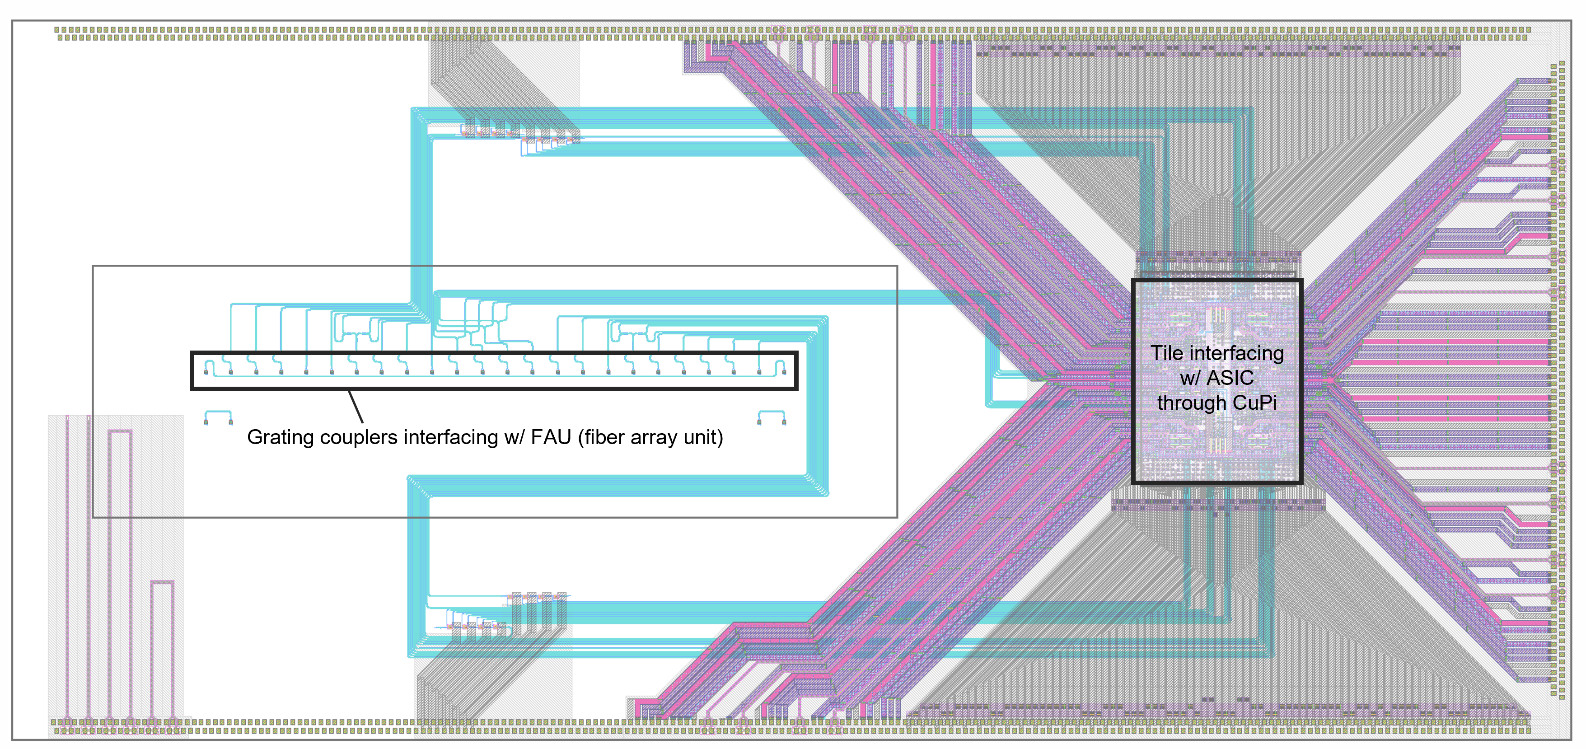 Tile interfacing
w/ ASIC
through CuPi
Grating couplers interfacing w/ FAU (fiber array unit)